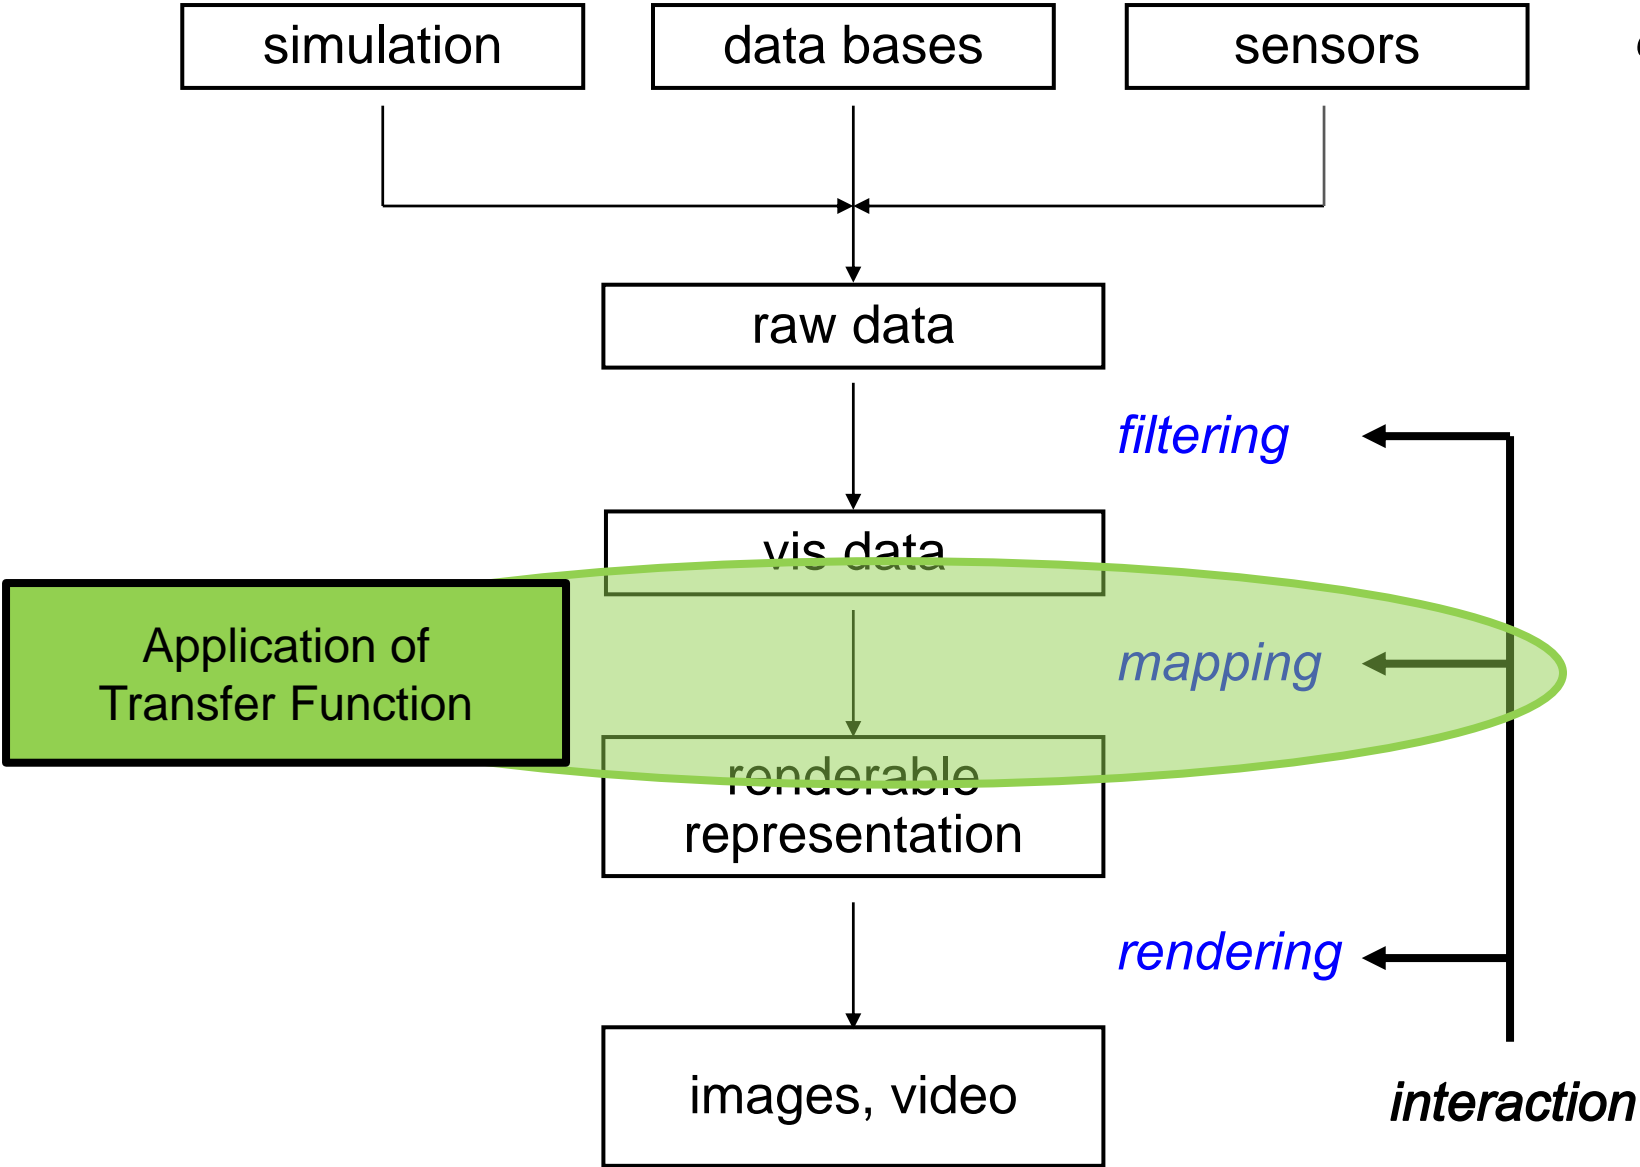 simulation
data bases
sensors
raw data
filtering
vis data
Application of
Transfer Function
mapping
renderable
representation
rendering
images, video
interaction